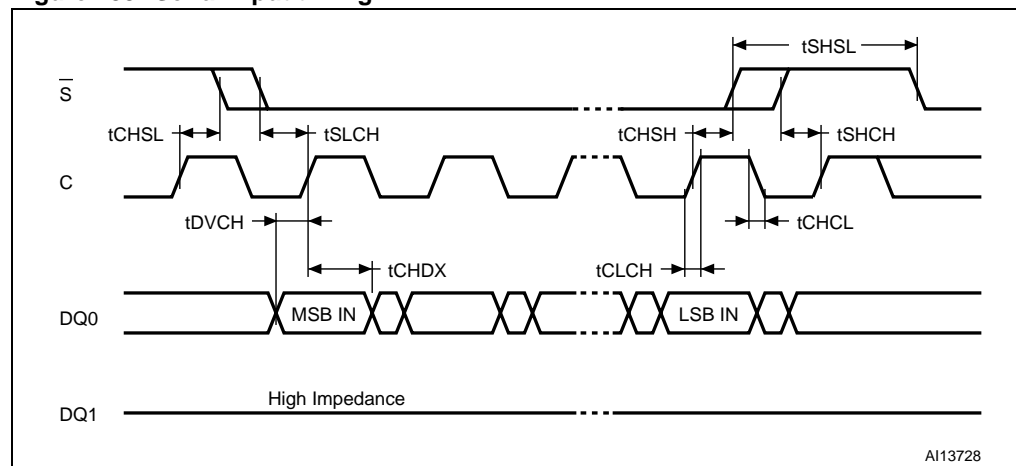 tSHSL
S
tCHSL
tSLCH
tCHSH
tSHCH
C
tDVCH
tCHCL
tCHDX
tCLCH
DQ0
MSB IN
LSB IN
High Impedance
DQ1
AI13728